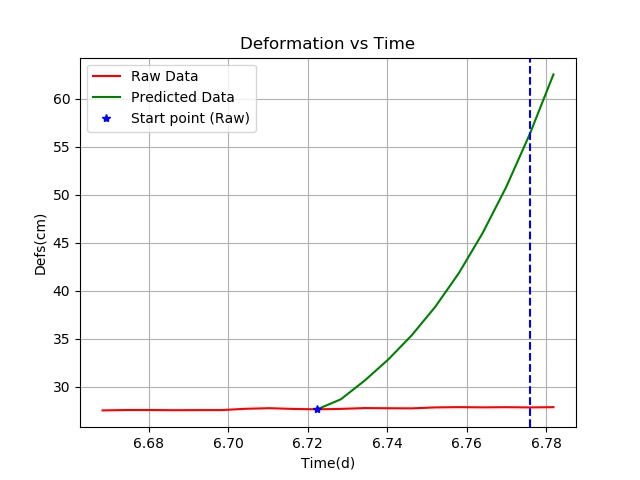 Deformation vs Time
Raw Data
Predicted Data
Start point (Raw)
60
55
50
45
40
35
30
Defs(cm)
6.68 6.70 6.72 6.74 6.76 6.78
Time(d)